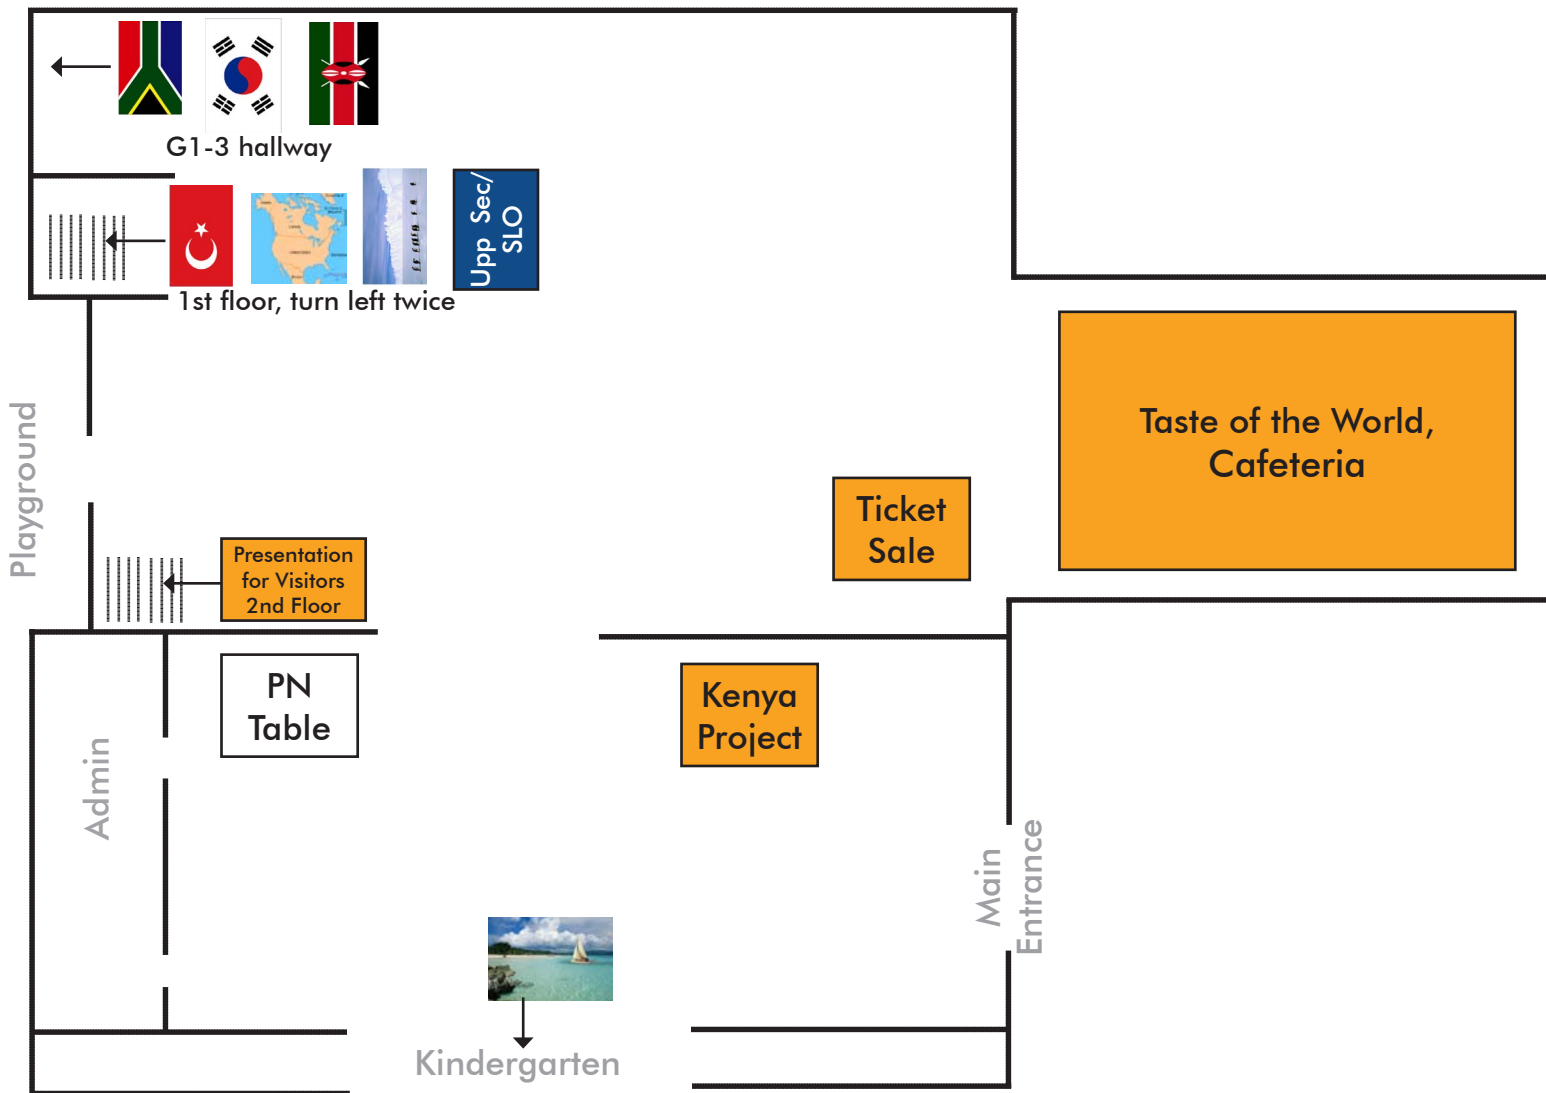 G1-3 hallway
Upp Sec/
SLO
1st floor, turn left twice
Playground
Taste of the World,
Cafeteria
Ticket
Sale
Presentation
for Visitors
2nd Floor
PN
Table
Kenya
Project
Admin
Main
Entrance
Kindergarten